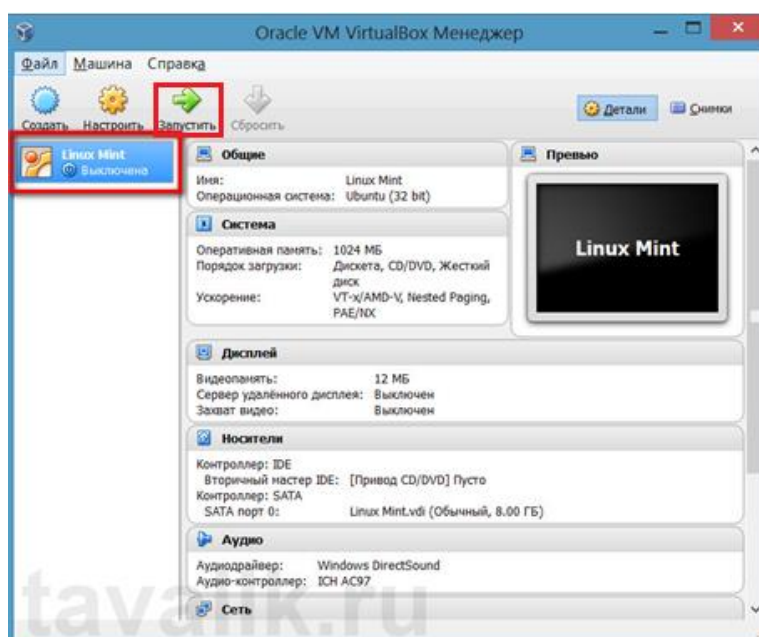 Oracle VM VirtualBox Менеджер
Файл Машина Справка
Создать Настроить Запустить Сбросить Детали Снимки
Linux Mint
Выключена
Общие
Имя: Linux Mint
Операционная система: Ubuntu (32 bit)
Превью
Linux Mint
Система
Оперативная память: 1024 МБ
Порядок загрузки: Дискета, CD/DVD, Жесткий
диск
Ускорение: VT-x/AMD-V, Nested Paging,
PAE/NX
Дисплей
Видеопамять: 12 МБ
Сервер удалённого дисплея: Выключен
Захват видео: Выключен
Носители
Контроллер: IDE
Вторичный мастер IDE: [Привод CD/DVD] Пусто
Контроллер: SATA
SATA порт 0: Linux Mint.vdi (Обычный, 8.00 ГБ)
Аудио
Аудиодрайвер: Windows DirectSound
Аудио-контроллер: ICH AC97
Сеть
tavalik.ru